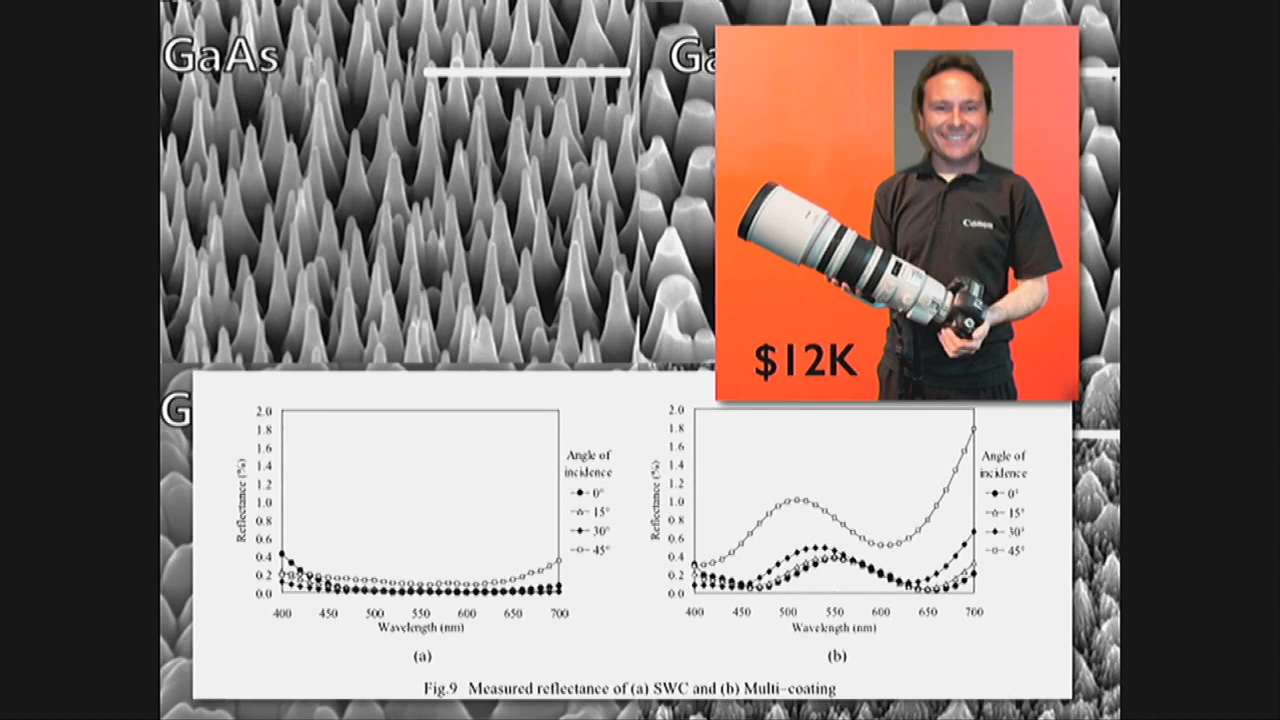 GaAs
Ga
Canon
$12K
G
2.0
1.8
1.6
1.4
1.2
1.0
0.8
0.6
0.4
0.2
0.0
Reflectance (%)
400 450 500 550 600 650 700
Wavelength (nm)
Angle of
incidence
0°
15°
30°
45°
(a)
2.0
1.8
1.6
1.4
1.2
1.0
0.8
0.6
0.4
0.2
0.0
Reflectance (%)
400 450 500 550 600 650 700
Wavelength (nm)
Angle of
incidence
0°
15°
30°
45°
(b)
Fig.9 Measured reflectance of (a) SWC and (b) Multi-coating